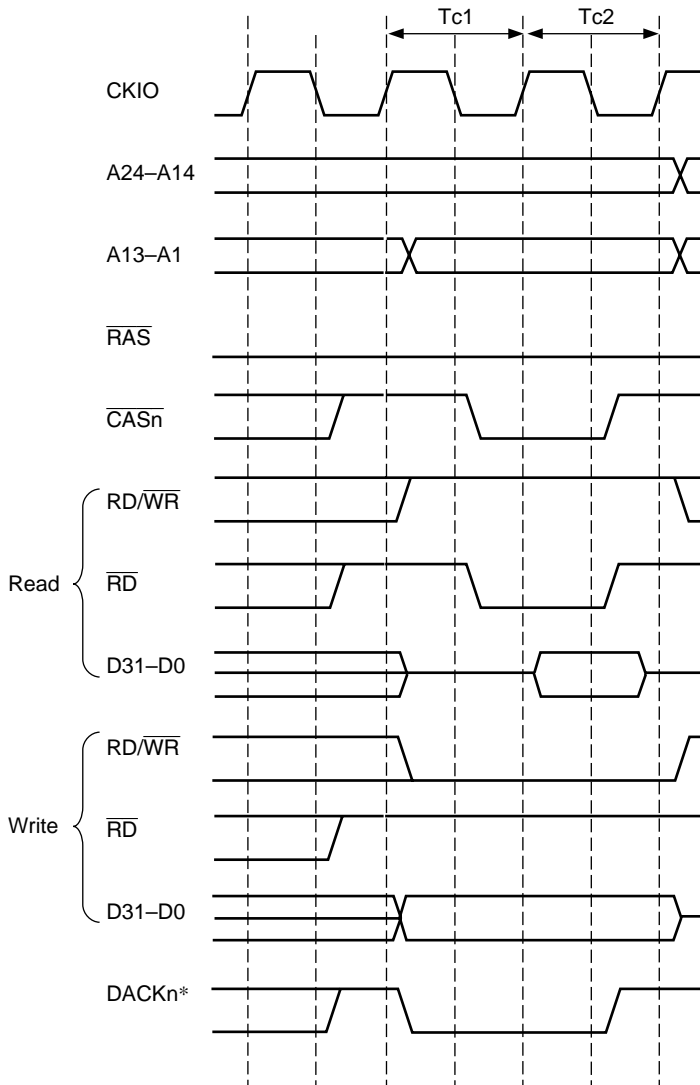 Tc1 Tc2
CKIO
A24–A14
A13–A1
RAS
CASn
Read
RD/WR
RD
D31–D0
Write
RD/WR
RD
D31–D0
DACKn*